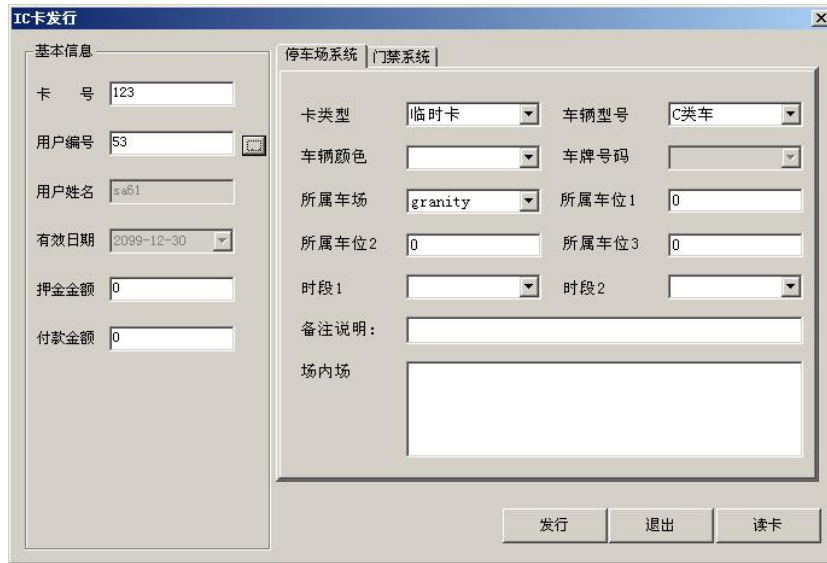 IC卡发行
基本信息
卡 号 123
用户编号 53
用户姓名 sa61
有效日期 2099-12-30
押金金额 0
付款金额 0
停车场系统 门禁系统
卡类型 临时卡 车辆型号 C类车
车辆颜色 车牌号码
所属车场 granity 所属车位1 0
所属车位2 0 所属车位3 0
时段1 时段2
备注说明:
场内场
发行 退出 读卡